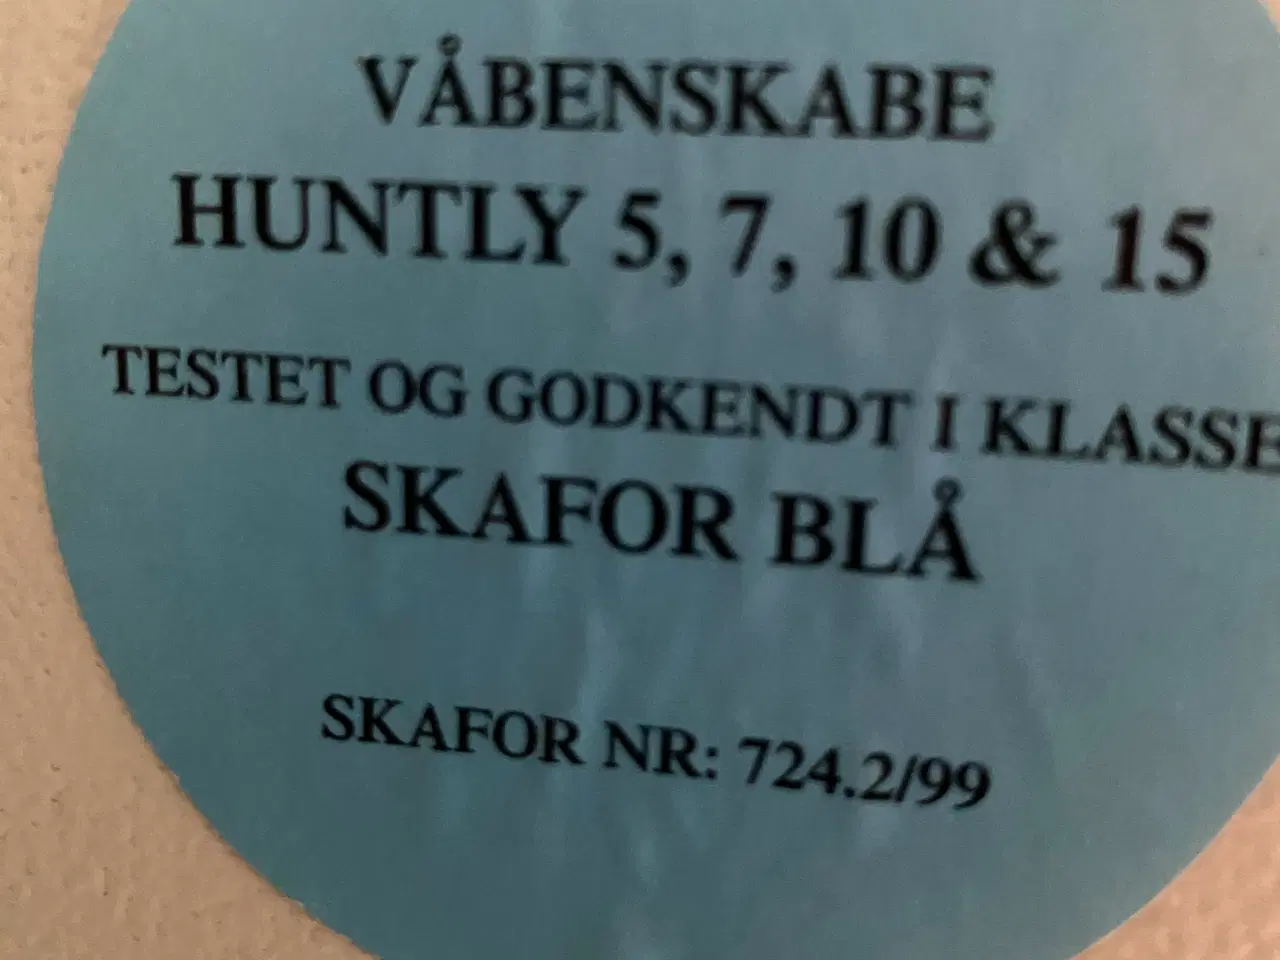 VÅBENSKABE
HUNTLY 5, 7, 10 & 15
TESTET OG GODKENDT I KLASSE
SKAFOR BLÅ
SKAFOR NR: 724.2/99